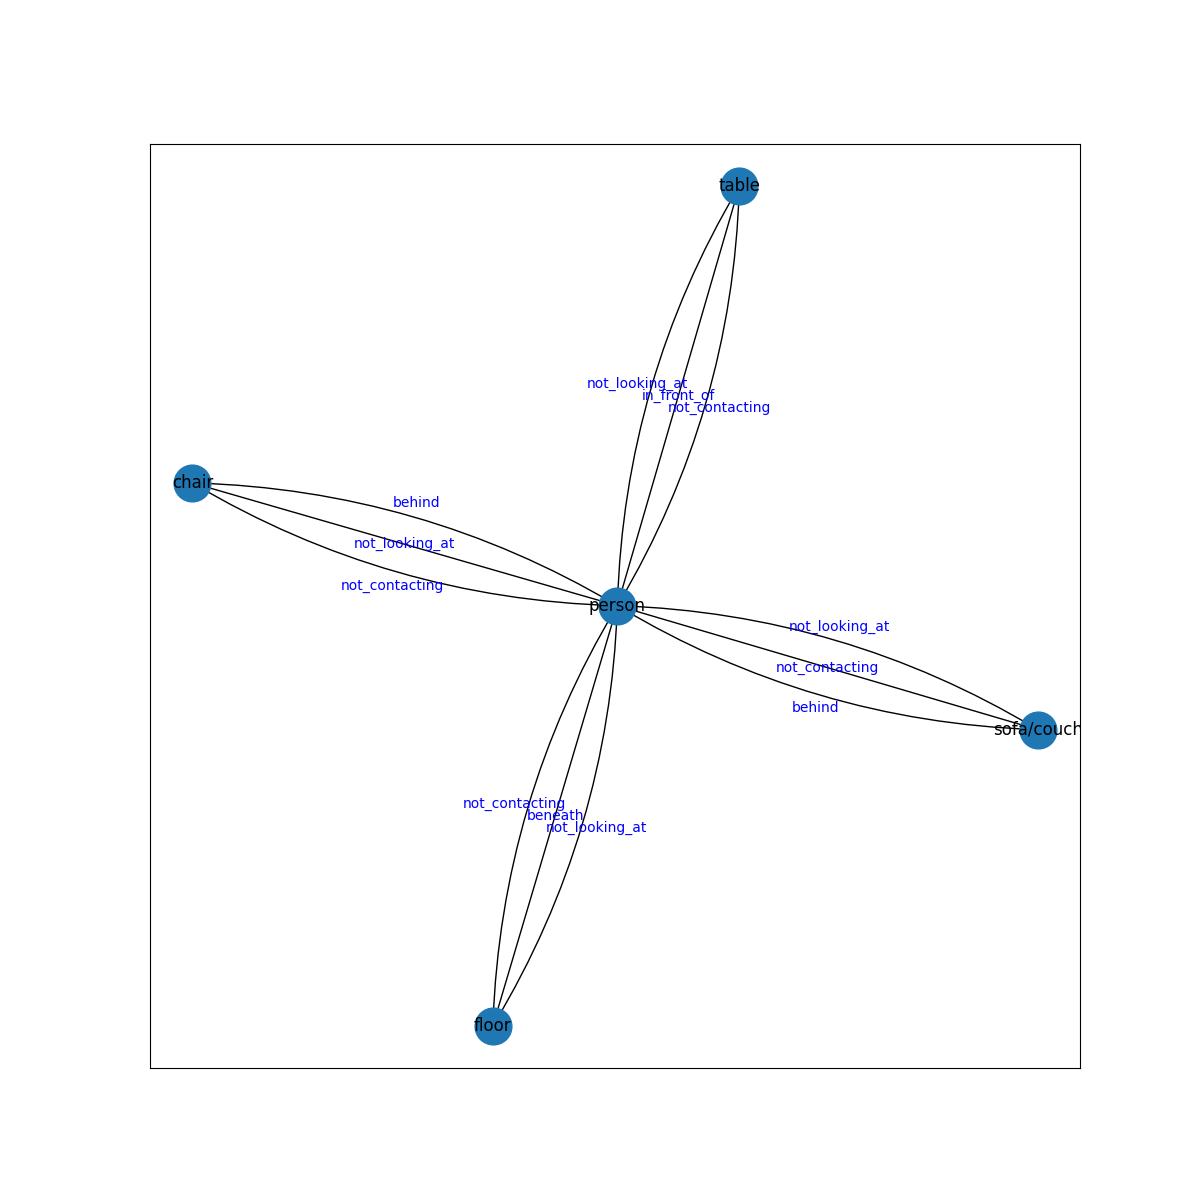 table
not_looking_at
in_front_of
not_contacting
chair
behind
not_looking_at
not_contacting
person
not_looking_at
not_contacting
behind
sofa/couch
not_contacting
beneath
not_looking_at
floor